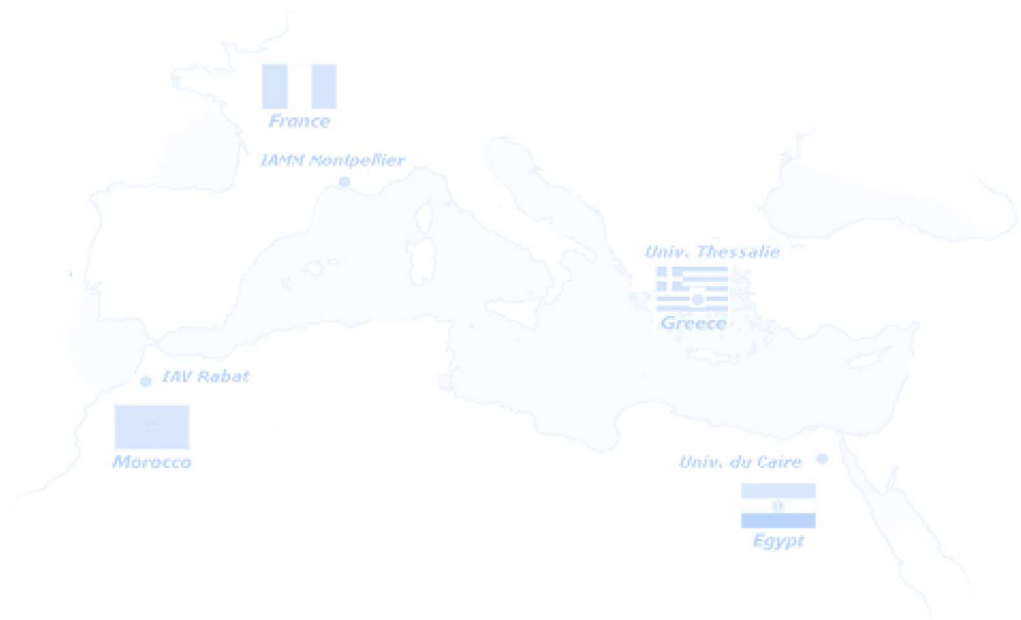 France
IAMM Montpellier
Univ. Thessalie
Greece
IAV Rabat
Morocco
Univ. du Caire
Egypt